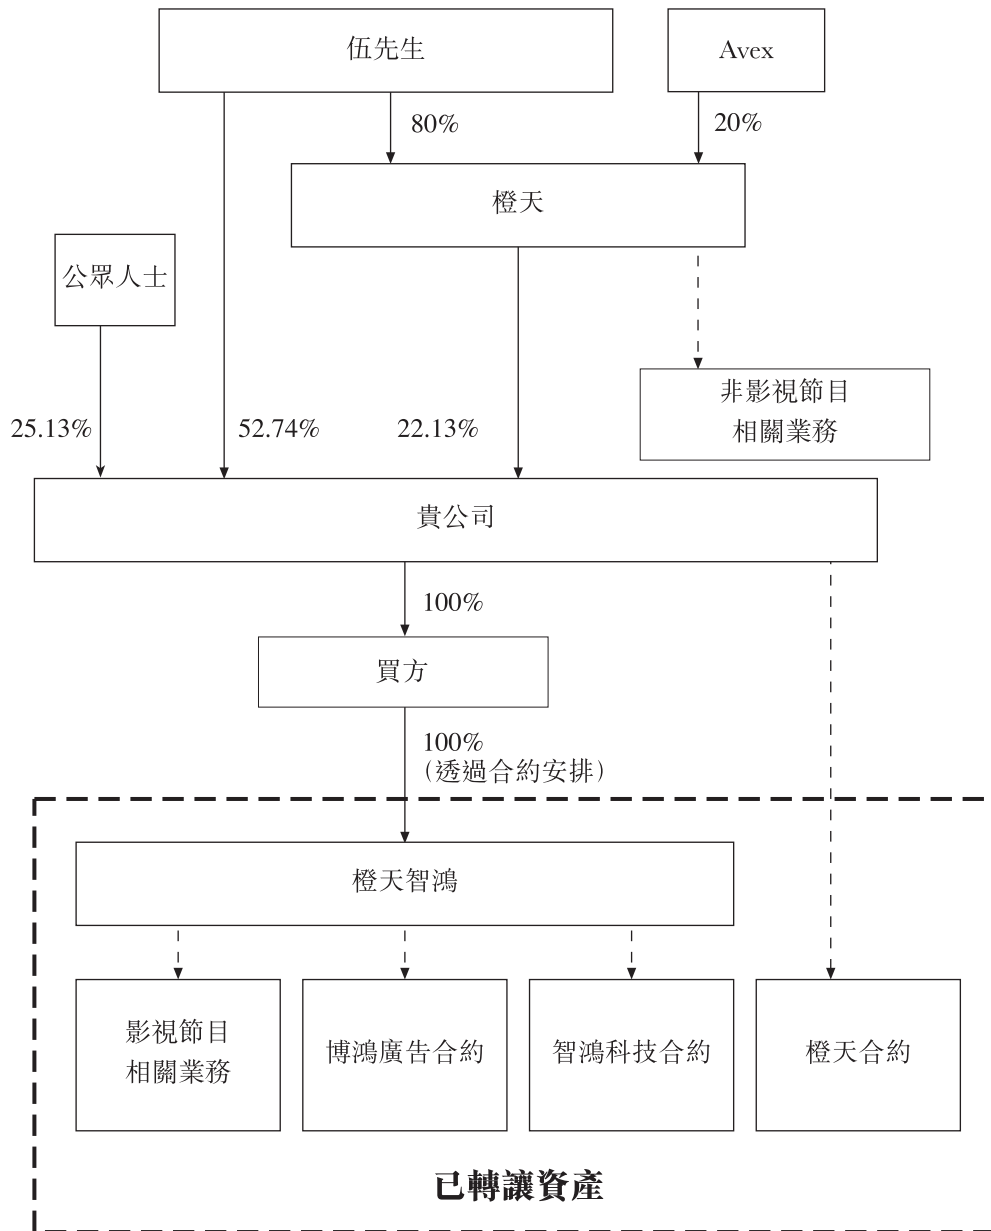 伍先生
Avex
80%
20%
橙天
公眾人士
非影視節目
相關業務
25.13%
52.74%
22.13%
貴公司
100%
買方
100%
(透過合約安排)
橙天智鴻
影視節目
相關業務
博鴻廣告合約
智鴻科技合約
橙天合約
已轉讓資產